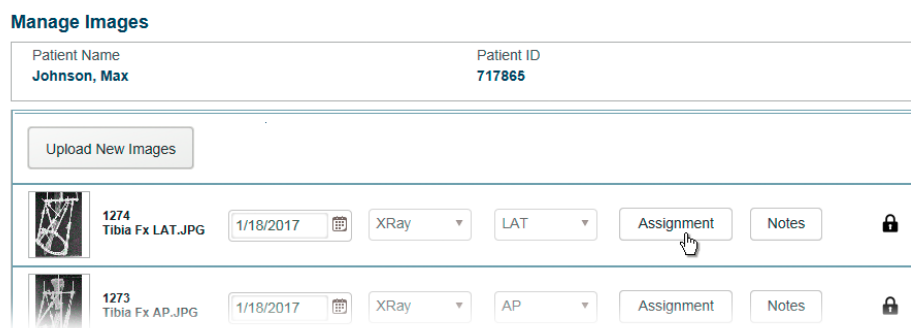 Manage Images
Patient Name Patient ID
Johnson, Max 717865
Upload New Images
1274
Tibia Fx LAT.JPG 1/18/2017 XRay LAT Assignment Notes
1273
Tibia Fx AP.JPG 1/18/2017 XRay AP Assignment Notes